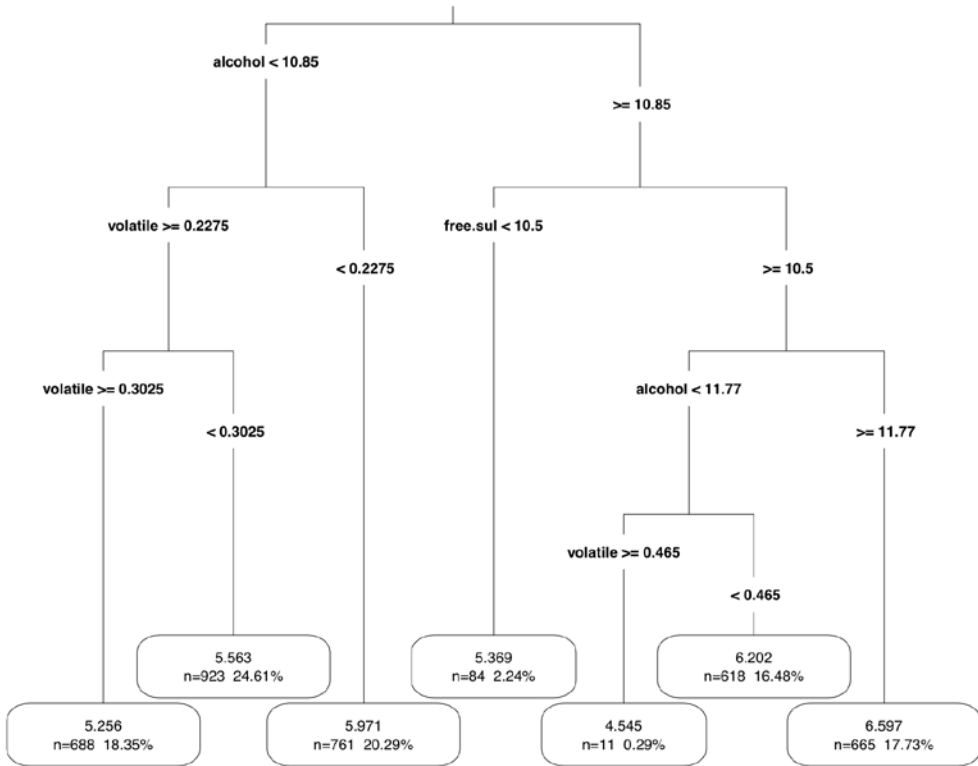 alcohol < 10.85
>= 10.85
volatile >= 0.2275
free.sul < 10.5
< 0.2275
>= 10.5
volatile >= 0.3025
alcohol < 11.77
< 0.3025
>= 11.77
volatile >= 0.465
< 0.465
5.563
n=923 24.61%
5.369
n=84 2.24%
6.202
n=618 16.48%
5.256
n=688 18.35%
5.971
n=761 20.29%
4.545
n=11 0.29%
6.597
n=665 17.73%